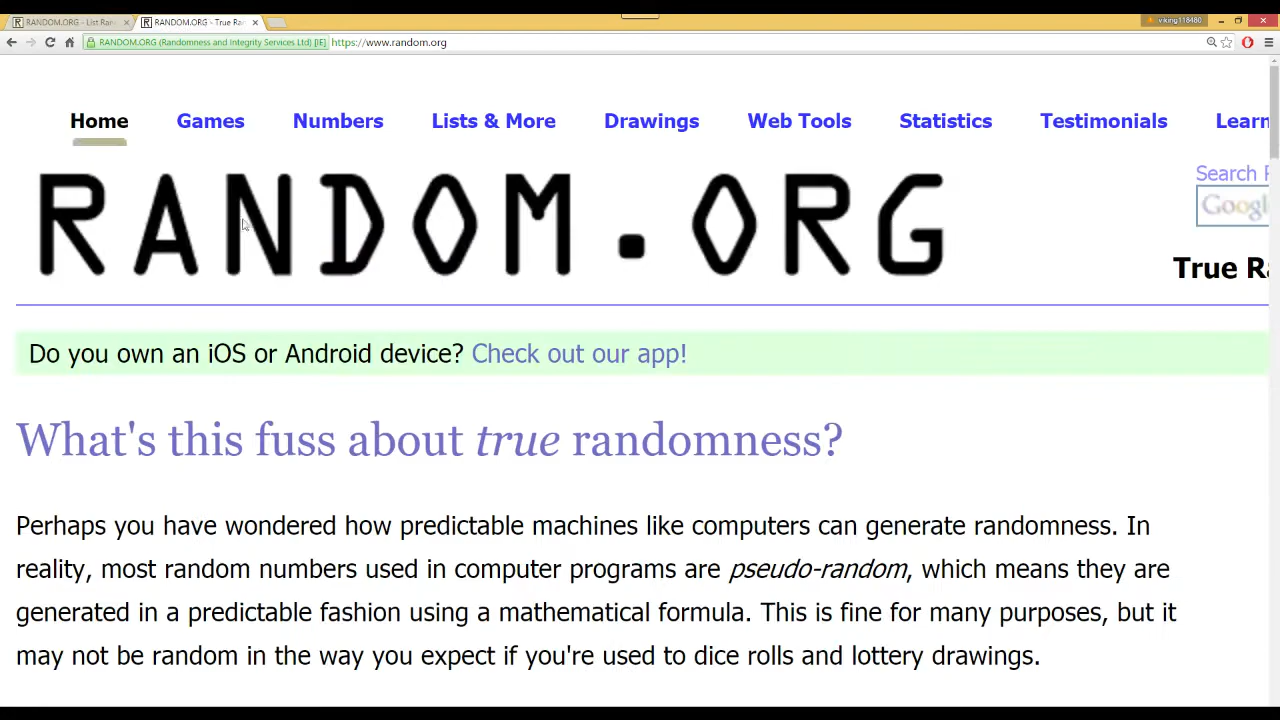 RANDOM.ORG - List Ran
RANDOM.ORG - True Ra
viking118480
RANDOM.ORG (Randomness and Integrity Services Ltd) [IE]
https://www.random.org
Home Games Numbers Lists & More Drawings Web Tools Statistics Testimonials Learn
RANDOM.ORG
Search
Google
True Ra
Do you own an iOS or Android device? Check out our app!
What's this fuss about true randomness?
Perhaps you have wondered how predictable machines like computers can generate randomness. In
reality, most random numbers used in computer programs are pseudo-random, which means they are
generated in a predictable fashion using a mathematical formula. This is fine for many purposes, but it
may not be random in the way you expect if you're used to dice rolls and lottery drawings.